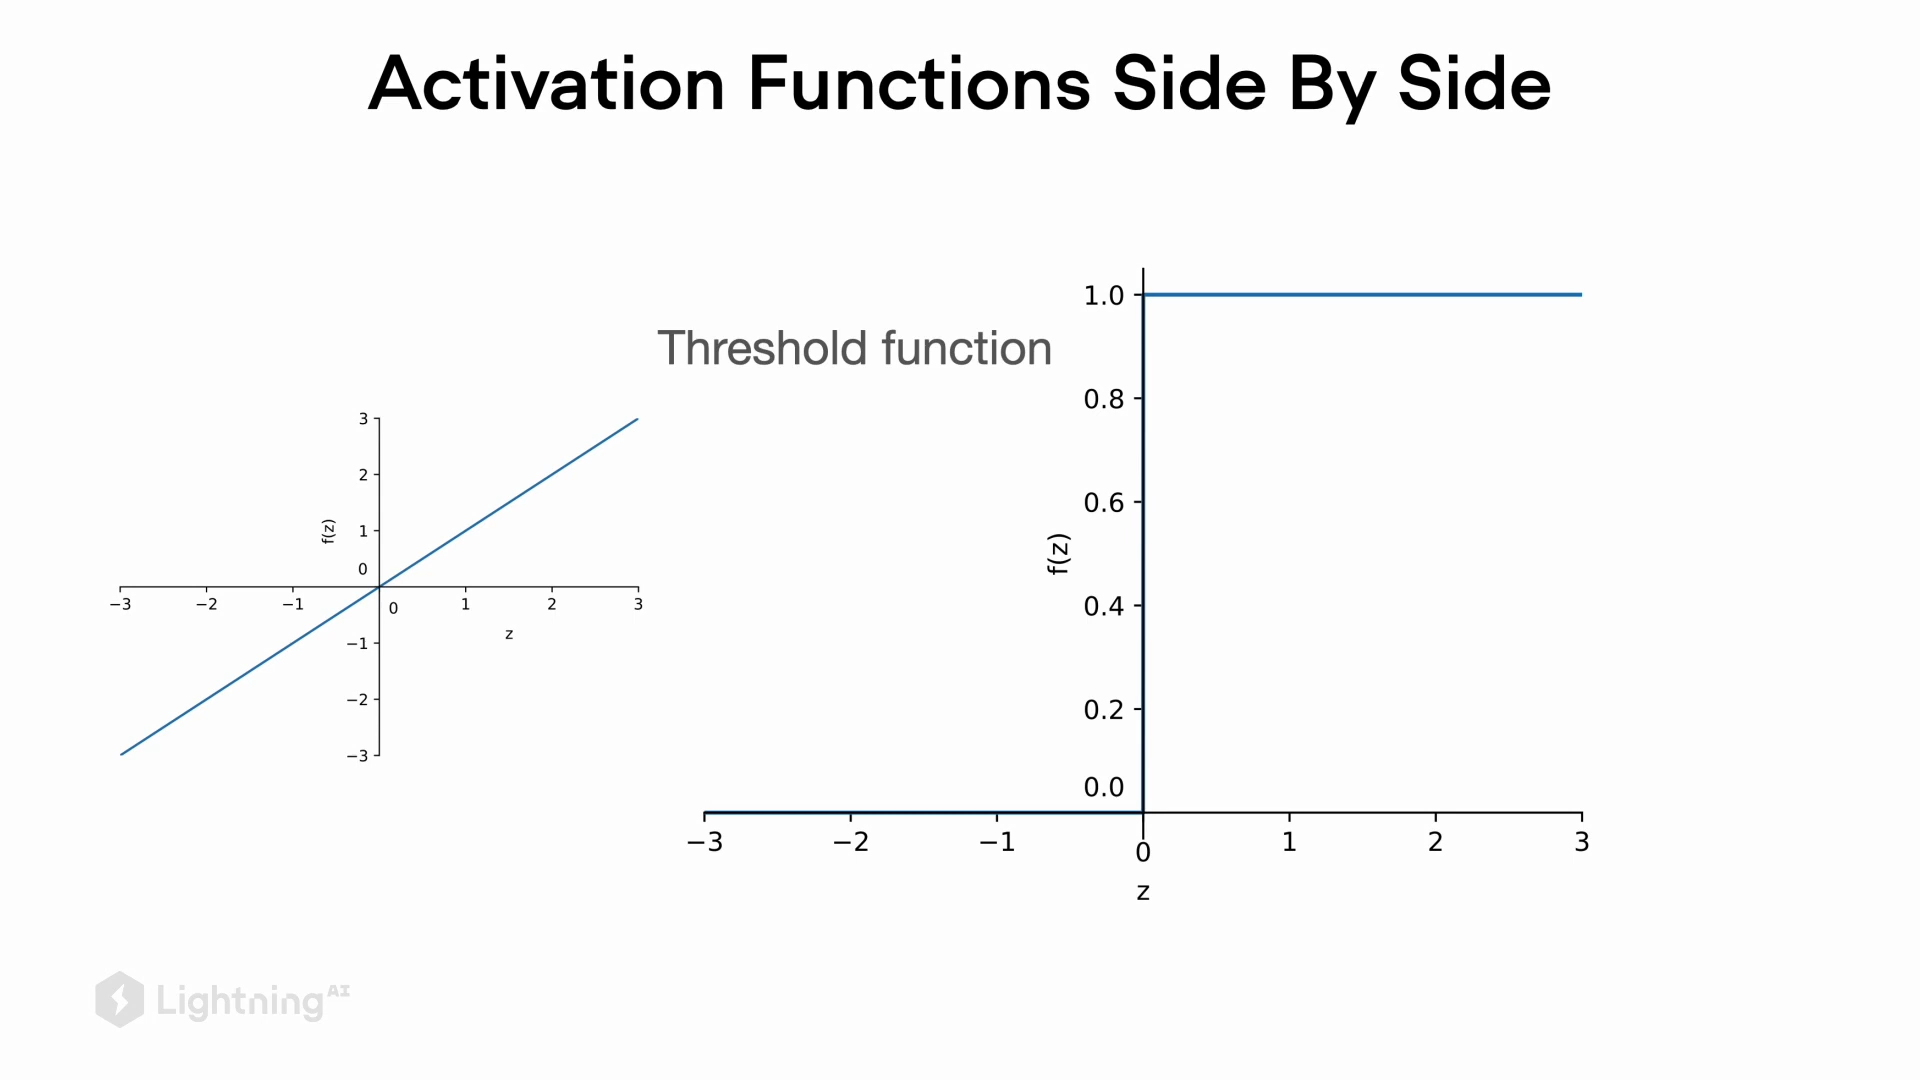 Activation Functions Side By Side
Threshold function
3
2
1
0
−1
−2
−3
f(z)
−3 −2 −1 0 1 2 3
z
1.0
0.8
0.6
0.4
0.2
0.0
f(z)
−3 −2 −1 0 1 2 3
z
Lightning AI